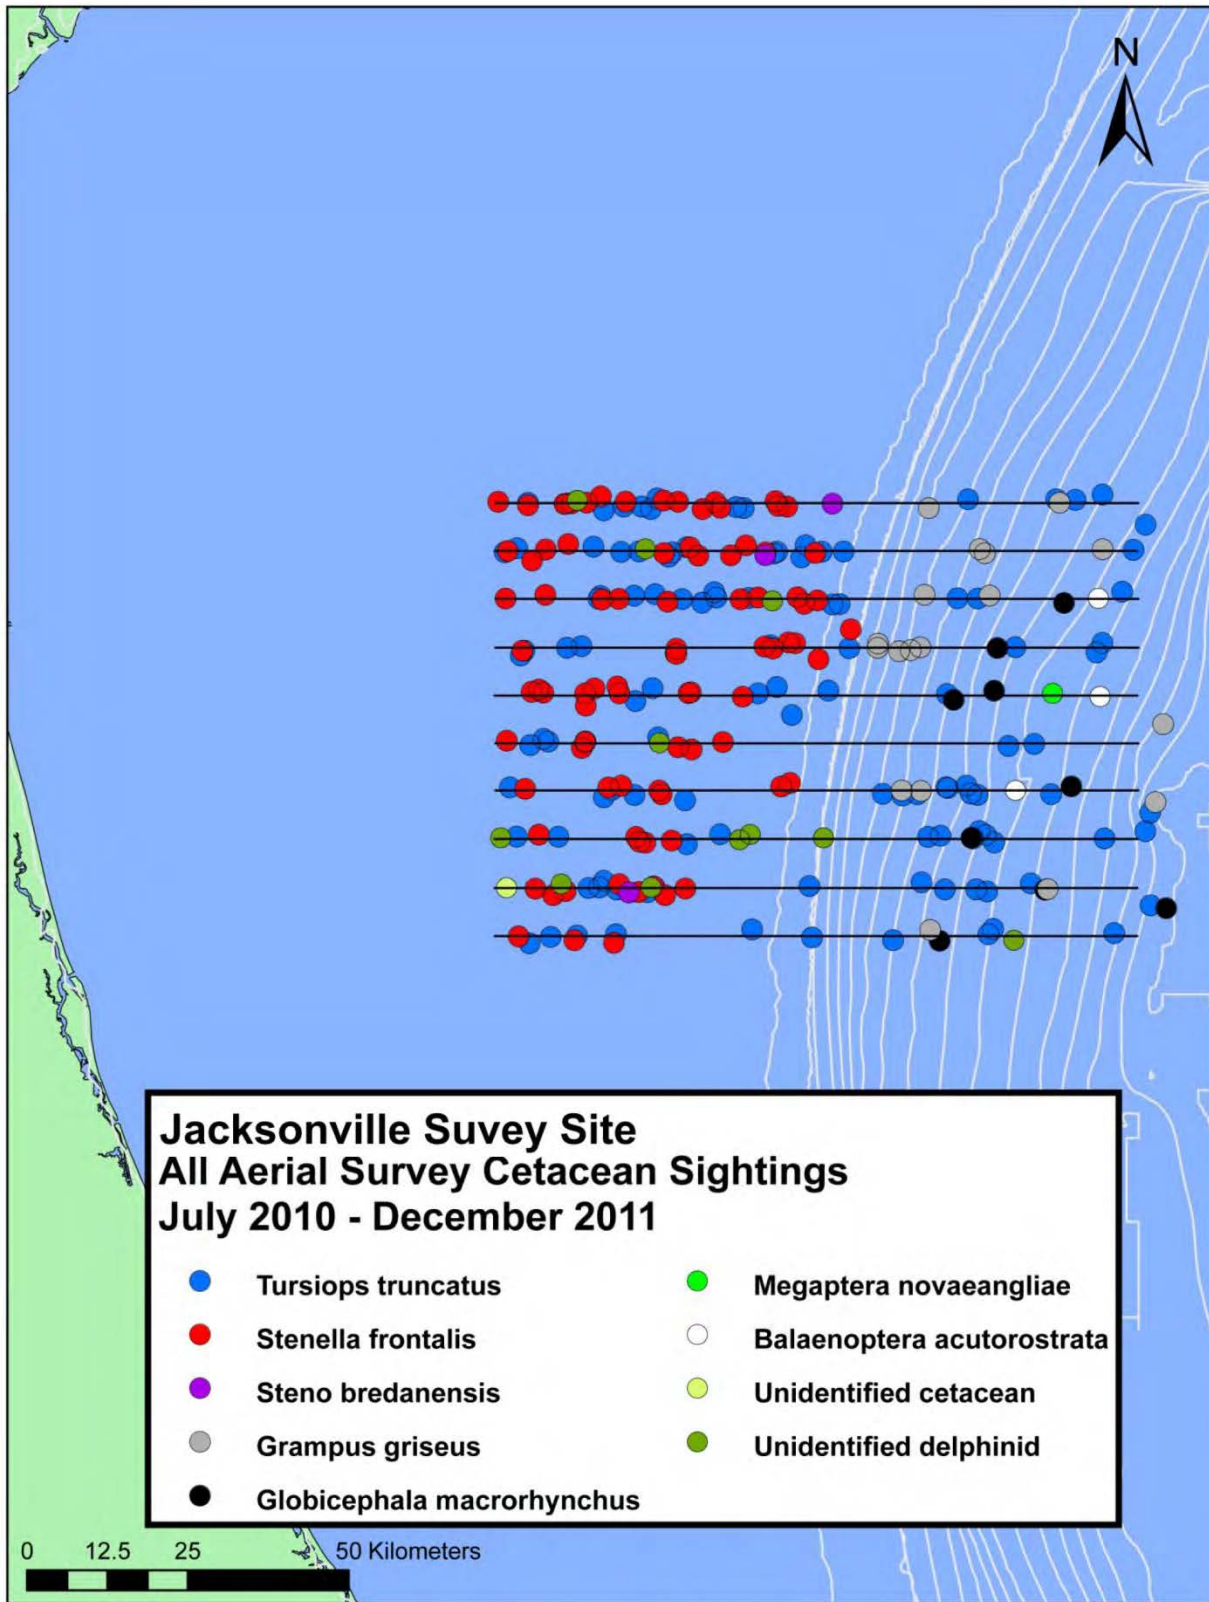 N
Jacksonville Suvey Site
All Aerial Survey Cetacean Sightings
July 2010 - December 2011
Tursiops truncatus
Stenella frontalis
Steno bredanensis
Grampus griseus
Globicephala macrorhynchus
Megaptera novaeangliae
Balaenoptera acutorostrata
Unidentified cetacean
Unidentified delphinid
0 12.5 25 50 Kilometers